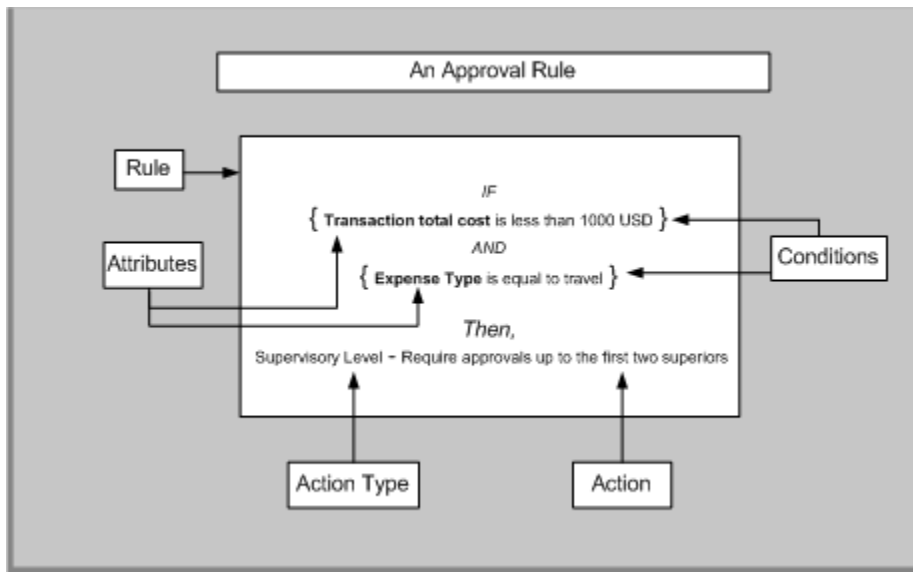 An Approval Rule
Rule
IF
{ Transaction total cost is less than 1000 USD }
AND
Attributes
Conditions
{ Expense Type is equal to travel }
Then,
Supervisory Level - Require approvals up to the first two superiors
Action Type
Action